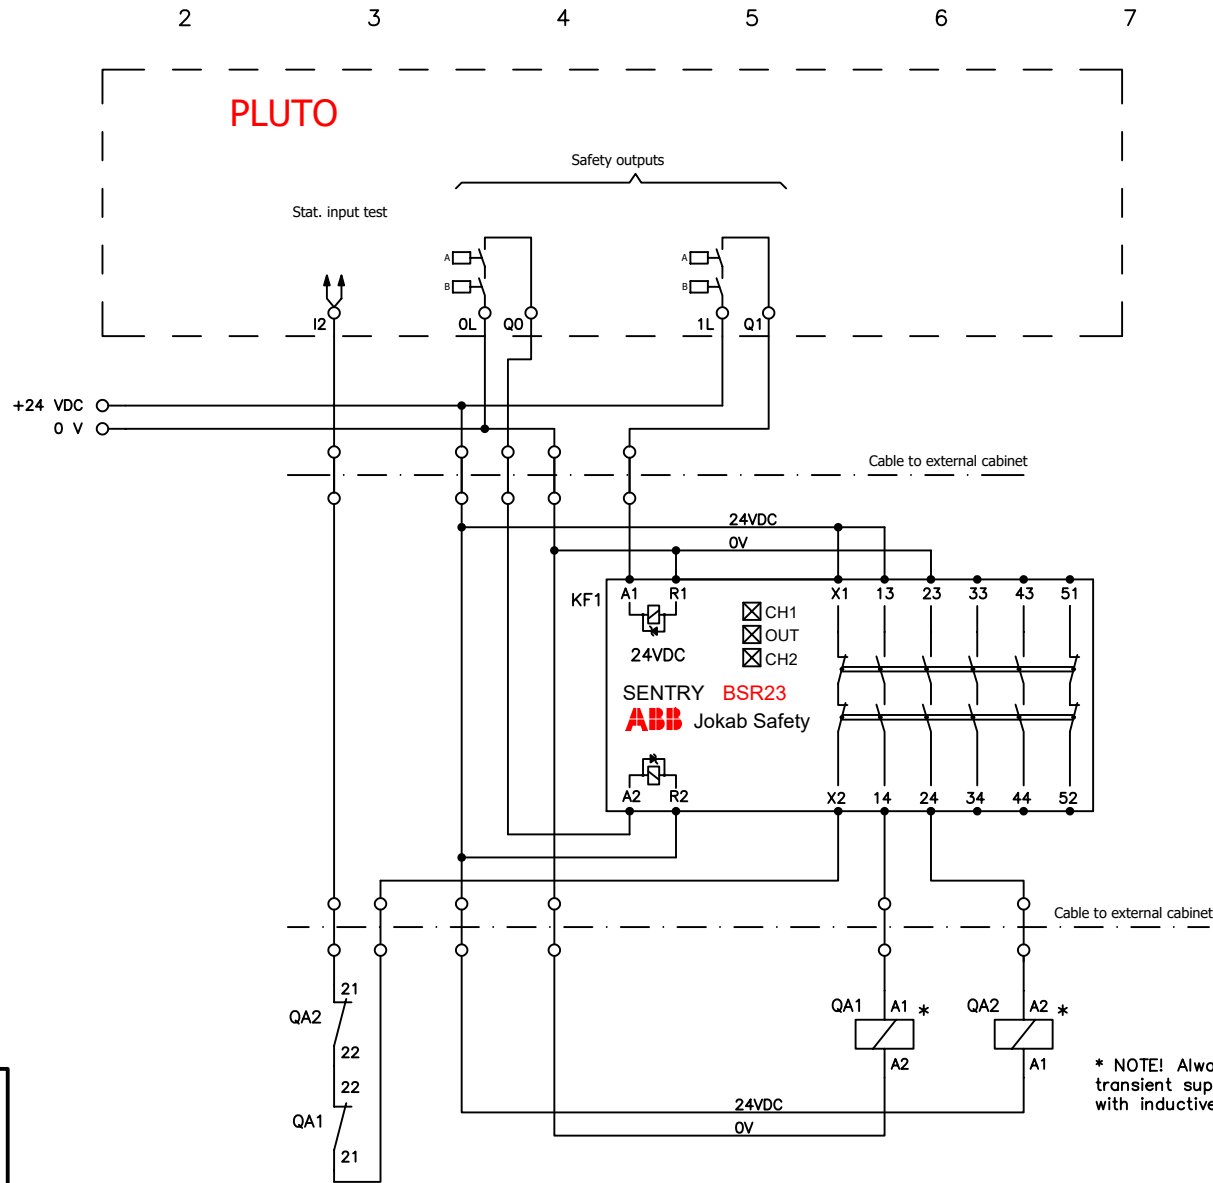 2 3 4 5 6 7
PLUTO
Safety outputs
Stat. input test
A A
B B
I2 0L Q0 1L Q1
+24 VDC
0 V
Cable to external cabinet
24VDC
0V
KF1 A1 R1 X1 13 23 33 43 51
CH1
OUT
24VDC CH2
SENTRY BSR23
ABB Jokab Safety
A2 R2 X2 14 24 34 44 52
Cable to external cabinet
21
QA2
22
22
QA1
21
QA1 A1 * QA2 A2 *
A2 A1
* NOTE!
transient
with
24VDC
0V